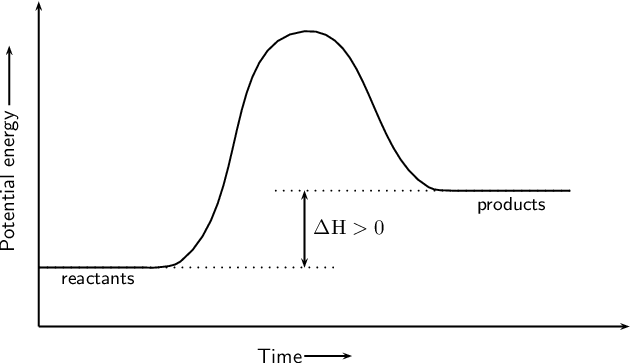 Potential energy
products
ΔH > 0
reactants
Time